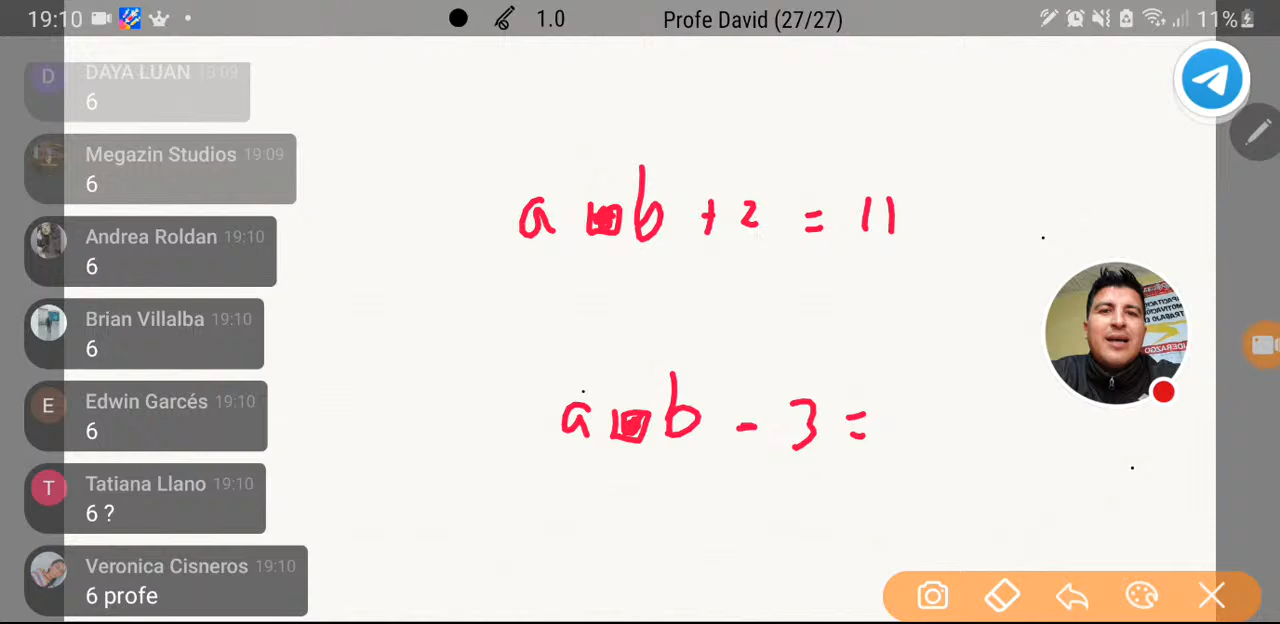 19:10
1.0
Profe David (27/27)
11%
DAYA LUAN 19:09
6
Megazin Studios 19:09
6
Andrea Roldan 19:10
6
Brian Villalba 19:10
6
E
Edwin Garcés 19:10
6
T
Tatiana Llano 19:10
6 ?
Veronica Cisneros 19:10
6 profe
D
a ▣ b + 2 = 11
a ▣ b - 3 =